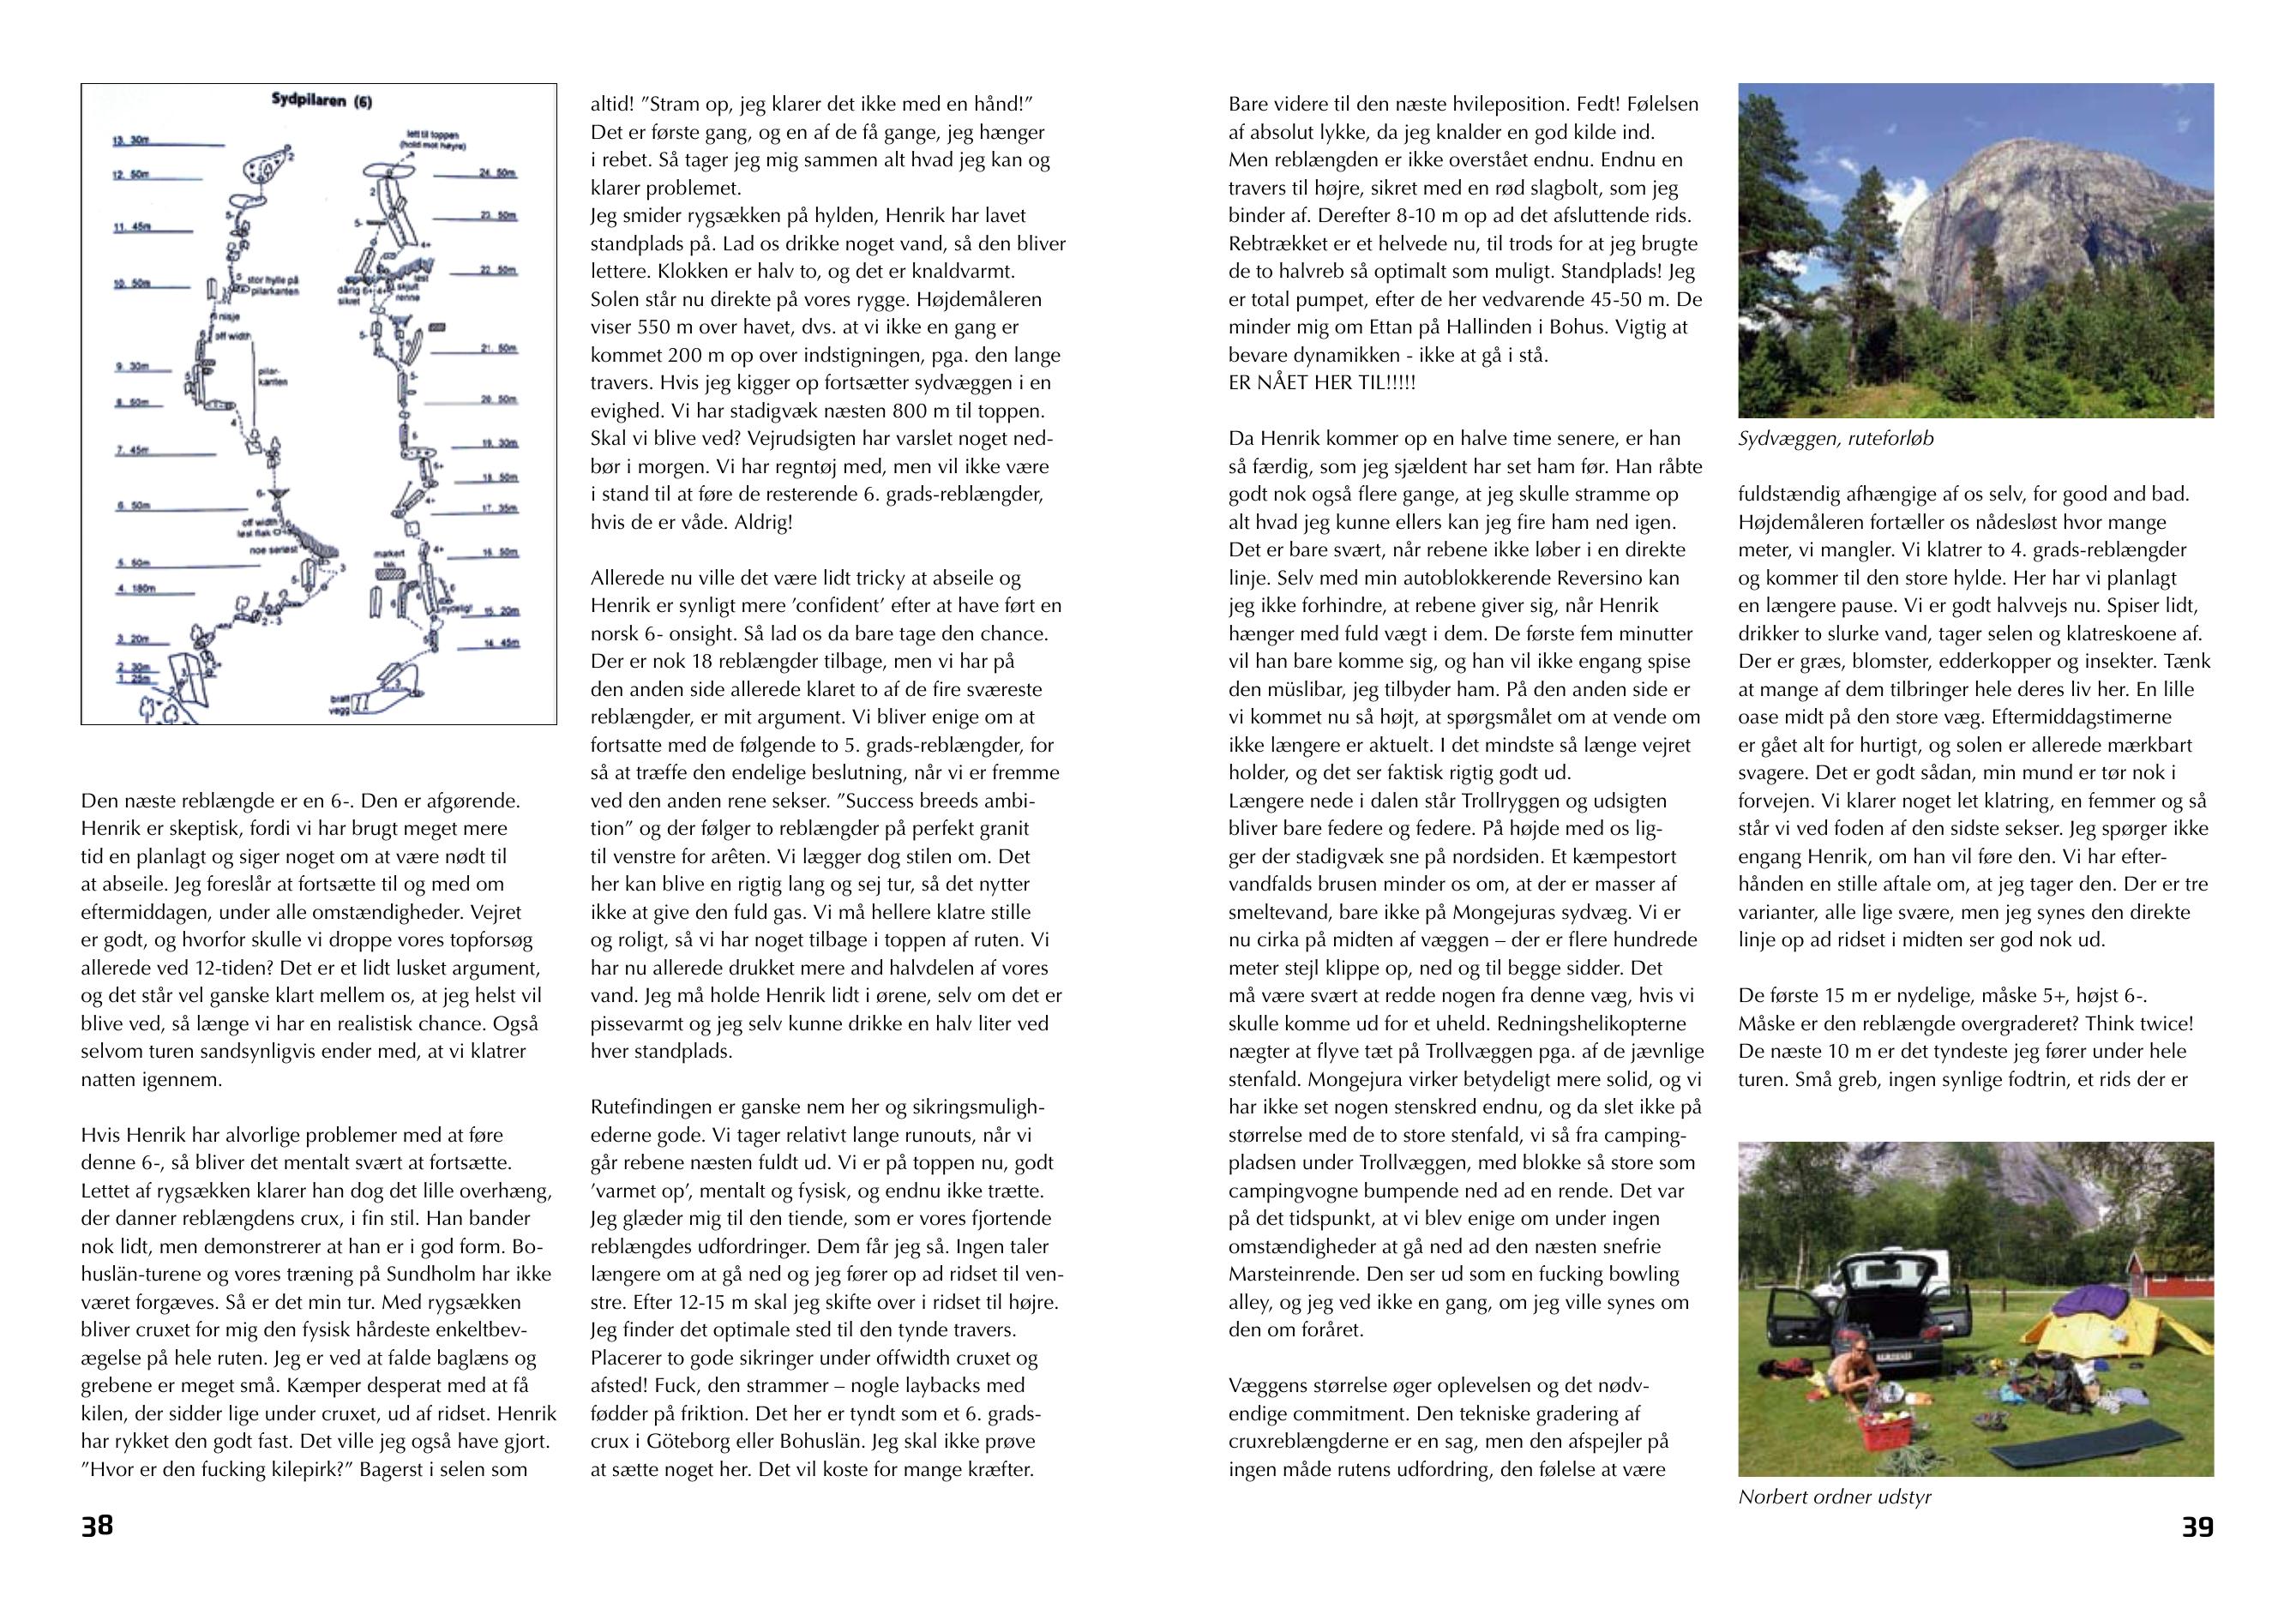 Sydpilaren (6)
13. 30m
2
12. 50m
5-
11. 45m
5
stor hylle på
pilarkanten
10. 50m
nisje
6
off width
9. 30m
5
pilar-
kanten
8. 50m
4
7. 45m
6-
6. 50m
off width
løst flak
noe seriøst
5. 50m
3
5-
4. 180m
2
2-3
3. 20m
2. 30m
1. 25m
lett til toppen
(hold mot høyre)
24. 50m
2
23. 50m
5-
4+
22. 50m
løst
dårlig
sikret
6-
4+
skjult
renne
5-
21. 50m
5-
20. 50m
5
19. 30m
5+
18. 50m
4+
17. 35m
16. 50m
4+
markert
tak
6
6
nydelig!
15. 20m
14. 45m
3
bratt
vegg
Den næste reblængde er en 6-. Den er afgørende.
Henrik er skeptisk, fordi vi har brugt meget mere
tid en planlagt og siger noget om at være nødt til
at abseile. Jeg foreslår at fortsætte til og med om
eftermiddagen, under alle omstændigheder. Vejret
er godt, og hvorfor skulle vi droppe vores topforsøg
allerede ved 12-tiden? Det er et lidt lusket argument,
og det står vel ganske klart mellem os, at jeg helst vil
blive ved, så længe vi har en realistisk chance. Også
selvom turen sandsynligvis ender med, at vi klatrer
natten igennem.
Hvis Henrik har alvorlige problemer med at føre
denne 6-, så bliver det mentalt svært at fortsætte.
Lettet af rygsækken klarer han dog det lille overhæng,
der danner reblængdens crux, i fin stil. Han bander
nok lidt, men demonstrerer at han er i god form. Bo-
huslän-turene og vores træning på Sundholm har ikke
været forgæves. Så er det min tur. Med rygsækken
bliver cruxet for mig den fysisk hårdeste enkeltbev-
ægelse på hele ruten. Jeg er ved at falde baglæns og
grebene er meget små. Kæmper desperat med at få
kilen, der sidder lige under cruxet, ud af ridset. Henrik
har rykket den godt fast. Det ville jeg også have gjort.
”Hvor er den fucking kilepirk?” Bagerst i selen som
altid! ”Stram op, jeg klarer det ikke med en hånd!”
Det er første gang, og en af de få gange, jeg hænger
i rebet. Så tager jeg mig sammen alt hvad jeg kan og
klarer problemet.
Jeg smider rygsækken på hylden, Henrik har lavet
standplads på. Lad os drikke noget vand, så den bliver
lettere. Klokken er halv to, og det er knaldvarmt.
Solen står nu direkte på vores rygge. Højdemåleren
viser 550 m over havet, dvs. at vi ikke en gang er
kommet 200 m op over indstigningen, pga. den lange
travers. Hvis jeg kigger op fortsætter sydvæggen i en
evighed. Vi har stadigvæk næsten 800 m til toppen.
Skal vi blive ved? Vejrudsigten har varslet noget ned-
bør i morgen. Vi har regntøj med, men vil ikke være
i stand til at føre de resterende 6. grads-reblængder,
hvis de er våde. Aldrig!
Allerede nu ville det være lidt tricky at abseile og
Henrik er synligt mere ’confident’ efter at have ført en
norsk 6- onsight. Så lad os da bare tage den chance.
Der er nok 18 reblængder tilbage, men vi har på
den anden side allerede klaret to af de fire sværeste
reblængder, er mit argument. Vi bliver enige om at
fortsatte med de følgende to 5. grads-reblængder, for
så at træffe den endelige beslutning, når vi er fremme
ved den anden rene sekser. ”Success breeds ambi-
tion” og der følger to reblængder på perfekt granit
til venstre for arêten. Vi lægger dog stilen om. Det
her kan blive en rigtig lang og sej tur, så det nytter
ikke at give den fuld gas. Vi må hellere klatre stille
og roligt, så vi har noget tilbage i toppen af ruten. Vi
har nu allerede drukket mere and halvdelen af vores
vand. Jeg må holde Henrik lidt i ørene, selv om det er
pissevarmt og jeg selv kunne drikke en halv liter ved
hver standplads.
Rutefindingen er ganske nem her og sikringsmuligh-
ederne gode. Vi tager relativt lange runouts, når vi
går rebene næsten fuldt ud. Vi er på toppen nu, godt
’varmet op’, mentalt og fysisk, og endnu ikke trætte.
Jeg glæder mig til den tiende, som er vores fjortende
reblængdes udfordringer. Dem får jeg så. Ingen taler
længere om at gå ned og jeg fører op ad ridset til ven-
stre. Efter 12-15 m skal jeg skifte over i ridset til højre.
Jeg finder det optimale sted til den tynde travers.
Placerer to gode sikringer under offwidth cruxet og
afsted! Fuck, den strammer – nogle laybacks med
fødder på friktion. Det her er tyndt som et 6. grads-
crux i Göteborg eller Bohuslän. Jeg skal ikke prøve
at sætte noget her. Det vil koste for mange kræfter.
38
Bare videre til den næste hvileposition. Fedt! Følelsen
af absolut lykke, da jeg knalder en god kilde ind.
Men reblængden er ikke overstået endnu. Endnu en
travers til højre, sikret med en rød slagbolt, som jeg
binder af. Derefter 8-10 m op ad det afsluttende rids.
Rebtrækket er et helvede nu, til trods for at jeg brugte
de to halvreb så optimalt som muligt. Standplads! Jeg
er total pumpet, efter de her vedvarende 45-50 m. De
minder mig om Ettan på Hallinden i Bohus. Vigtig at
bevare dynamikken - ikke at gå i stå.
ER NÅET HER TIL!!!!!
Da Henrik kommer op en halve time senere, er han
så færdig, som jeg sjældent har set ham før. Han råbte
godt nok også flere gange, at jeg skulle stramme op
alt hvad jeg kunne ellers kan jeg fire ham ned igen.
Det er bare svært, når rebene ikke løber i en direkte
linje. Selv med min autoblokkerende Reversino kan
jeg ikke forhindre, at rebene giver sig, når Henrik
hænger med fuld vægt i dem. De første fem minutter
vil han bare komme sig, og han vil ikke engang spise
den müslibar, jeg tilbyder ham. På den anden side er
vi kommet nu så højt, at spørgsmålet om at vende om
ikke længere er aktuelt. I det mindste så længe vejret
holder, og det ser faktisk rigtig godt ud.
Længere nede i dalen står Trollryggen og udsigten
bliver bare federe og federe. På højde med os lig-
ger der stadigvæk sne på nordsiden. Et kæmpestort
vandfalds brusen minder os om, at der er masser af
smeltevand, bare ikke på Mongejuras sydvæg. Vi er
nu cirka på midten af væggen – der er flere hundrede
meter stejl klippe op, ned og til begge sidder. Det
må være svært at redde nogen fra denne væg, hvis vi
skulle komme ud for et uheld. Redningshelikopterne
nægter at flyve tæt på Trollvæggen pga. af de jævnlige
stenfald. Mongejura virker betydeligt mere solid, og vi
har ikke set nogen stenskred endnu, og da slet ikke på
størrelse med de to store stenfald, vi så fra camping-
pladsen under Trollvæggen, med blokke så store som
campingvogne bumpende ned ad en rende. Det var
på det tidspunkt, at vi blev enige om under ingen
omstændigheder at gå ned ad den næsten snefrie
Marsteinrende. Den ser ud som en fucking bowling
alley, og jeg ved ikke en gang, om jeg ville synes om
den om foråret.
Væggens størrelse øger oplevelsen og det nødv-
endige commitment. Den tekniske gradering af
cruxreblængderne er en sag, men den afspejler på
ingen måde rutens udfordring, den følelse at være
Sydvæggen, ruteforløb
fuldstændig afhængige af os selv, for good and bad.
Højdemåleren fortæller os nådesløst hvor mange
meter, vi mangler. Vi klatrer to 4. grads-reblængder
og kommer til den store hylde. Her har vi planlagt
en længere pause. Vi er godt halvvejs nu. Spiser lidt,
drikker to slurke vand, tager selen og klatreskoene af.
Der er græs, blomster, edderkopper og insekter. Tænk
at mange af dem tilbringer hele deres liv her. En lille
oase midt på den store væg. Eftermiddagstimerne
er gået alt for hurtigt, og solen er allerede mærkbart
svagere. Det er godt sådan, min mund er tør nok i
forvejen. Vi klarer noget let klatring, en femmer og så
står vi ved foden af den sidste sekser. Jeg spørger ikke
engang Henrik, om han vil føre den. Vi har efter-
hånden en stille aftale om, at jeg tager den. Der er tre
varianter, alle lige svære, men jeg synes den direkte
linje op ad ridset i midten ser god nok ud.
De første 15 m er nydelige, måske 5+, højst 6-.
Måske er den reblængde overgraderet? Think twice!
De næste 10 m er det tyndeste jeg fører under hele
turen. Små greb, ingen synlige fodtrin, et rids der er
Norbert ordner udstyr
39